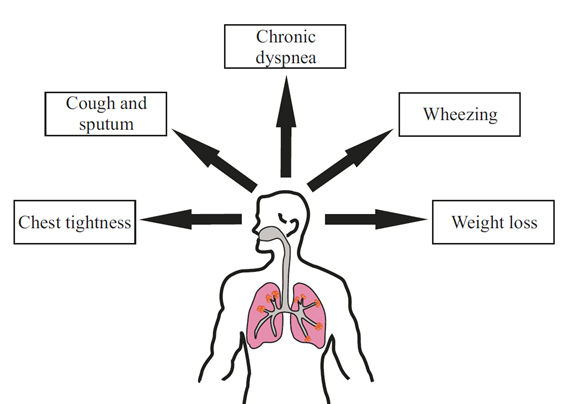 Chronic
dyspnea
Cough and
sputum
Wheezing
Chest tightness
Weight loss